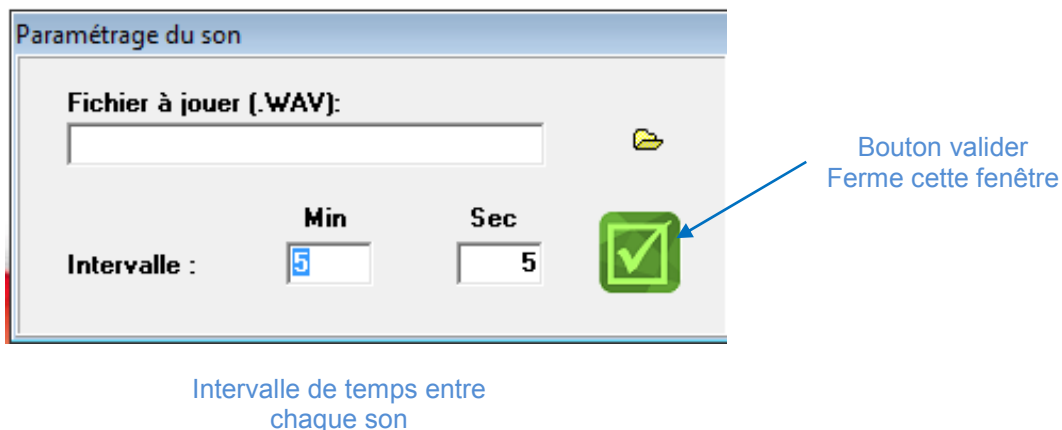 Paramétrage du son
Fichier à jouer (.WAV):
Bouton valider
Ferme cette fenêtre
Min Sec
Intervalle : 5 5
Intervalle de temps entre
chaque son